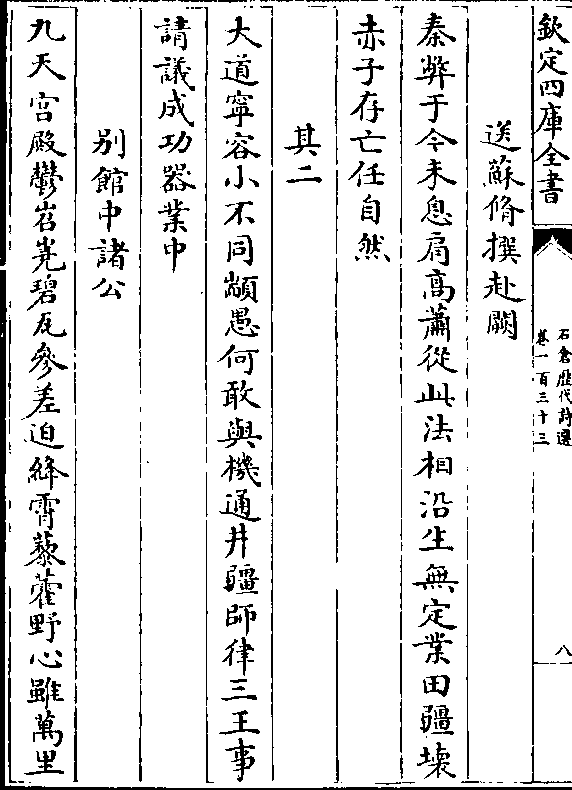 欽定四庫全書
石倉歷代詩選
卷一百三十三
八
送蘇脩撰赴闕
秦弊于今未息肩高蕭從此法相沿生無定業田疆壞
赤子存亡任自然
其二
大道寧容小不同顓愚何敢與機通井疆師律三王事
請議成功器業中
别館中諸公
九天宫殿鬱岧嶤碧瓦參差迫絳霄藜藿野心雖萬里